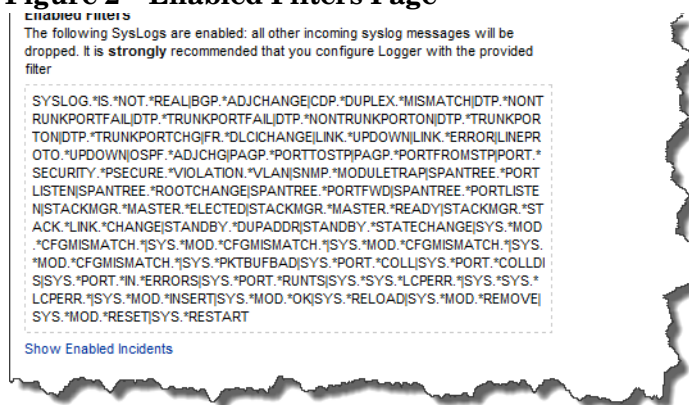 Figure 2 Enabled Filters Page
Enabled Filters
The following SysLogs are enabled: all other incoming syslog messages will be
dropped. It is strongly recommended that you configure Logger with the provided
filter
SYSLOG.*IS.*NOT.*REAL|BGP.*ADJCHANGE|CDP.*DUPLEX.*MISMATCH|DTP.*NONT
RUNKPORTFAIL|DTP.*TRUNKPORTFAIL|DTP.*NONTRUNKPORTON|DTP.*TRUNKPOR
TON|DTP.*TRUNKPORTCHG|FR.*DLCICHANGE|LINK.*UPDOWN|LINK.*ERROR|LINEPR
OTO.*UPDOWN|OSPF.*ADJCHG|PAGP.*PORTTOSTP|PAGP.*PORTFROMSTP|PORT.*
SECURITY.*PSECURE.*VIOLATION.*VLAN|SNMP.*MODULETRAP|SPANTREE.*PORT
LISTEN|SPANTREE.*ROOTCHANGE|SPANTREE.*PORTFWD|SPANTREE.*PORTLISTE
N|STACKMGR.*MASTER.*ELECTED|STACKMGR.*MASTER.*READY|STACKMGR.*ST
ACK.*LINK.*CHANGE|STANDBY.*DUPADDR|STANDBY.*STATECHANGE|SYS.*MOD
.*CFGMISMATCH.*|SYS.*MOD.*CFGMISMATCH.*|SYS.*MOD.*CFGMISMATCH.*|SYS.
*MOD.*CFGMISMATCH.*|SYS.*PKTBUFBAD|SYS.*PORT.*COLL|SYS.*PORT.*COLLDI
S|SYS.*PORT.*IN.*ERRORS|SYS.*PORT.*RUNTS|SYS.*SYS.*LCPERR.*|SYS.*SYS.*
LCPERR.*|SYS.*MOD.*INSERT|SYS.*MOD.*OK|SYS.*RELOAD|SYS.*MOD.*REMOVE|
SYS.*MOD.*RESET|SYS.*RESTART
Show Enabled Incidents